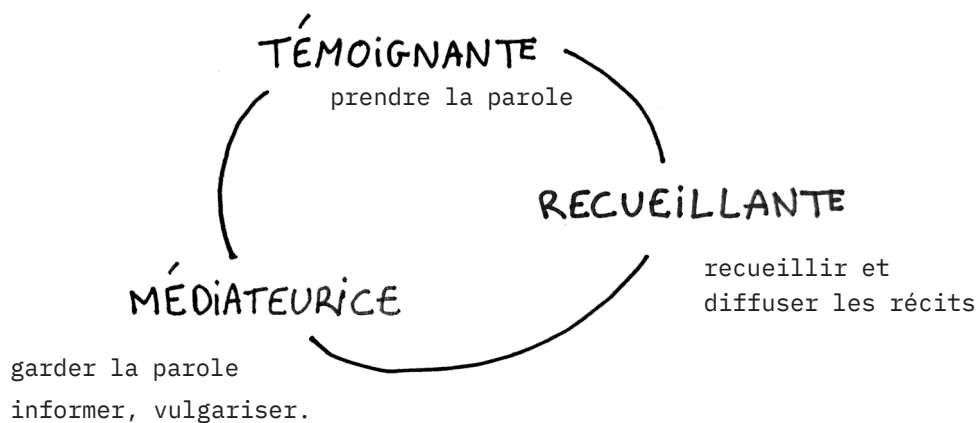 TÉMOiGNANTE
prendre la parole
RECUEiLLANTE
recueillir et
diffuser les récits
MÉDiATEURiCE
garder la parole
informer, vulgariser.